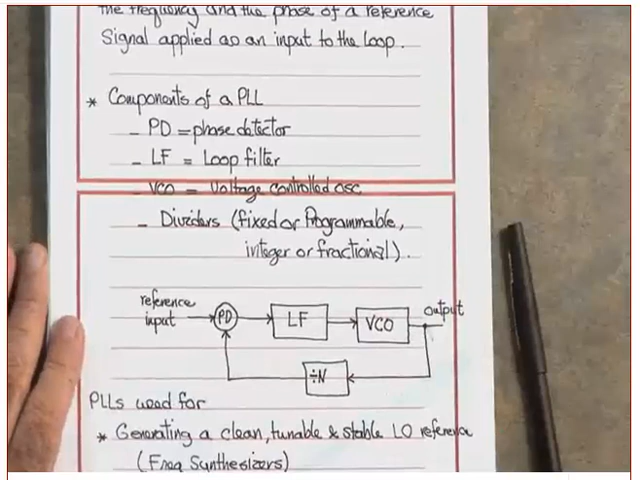 the frequency and the phase of a reference
Signal applied as an input to the loop.
* Components of a PLL
- PD = phase detector
- LF = Loop filter
- VCO = Voltage controlled osc
- Dividers (fixed or Programmable,
integer or fractional).
reference
input
PD
LF
VCO
output
÷N
PLLs used for
* Generating a clean, tunable & stable LO reference
(Freq Synthesizers)